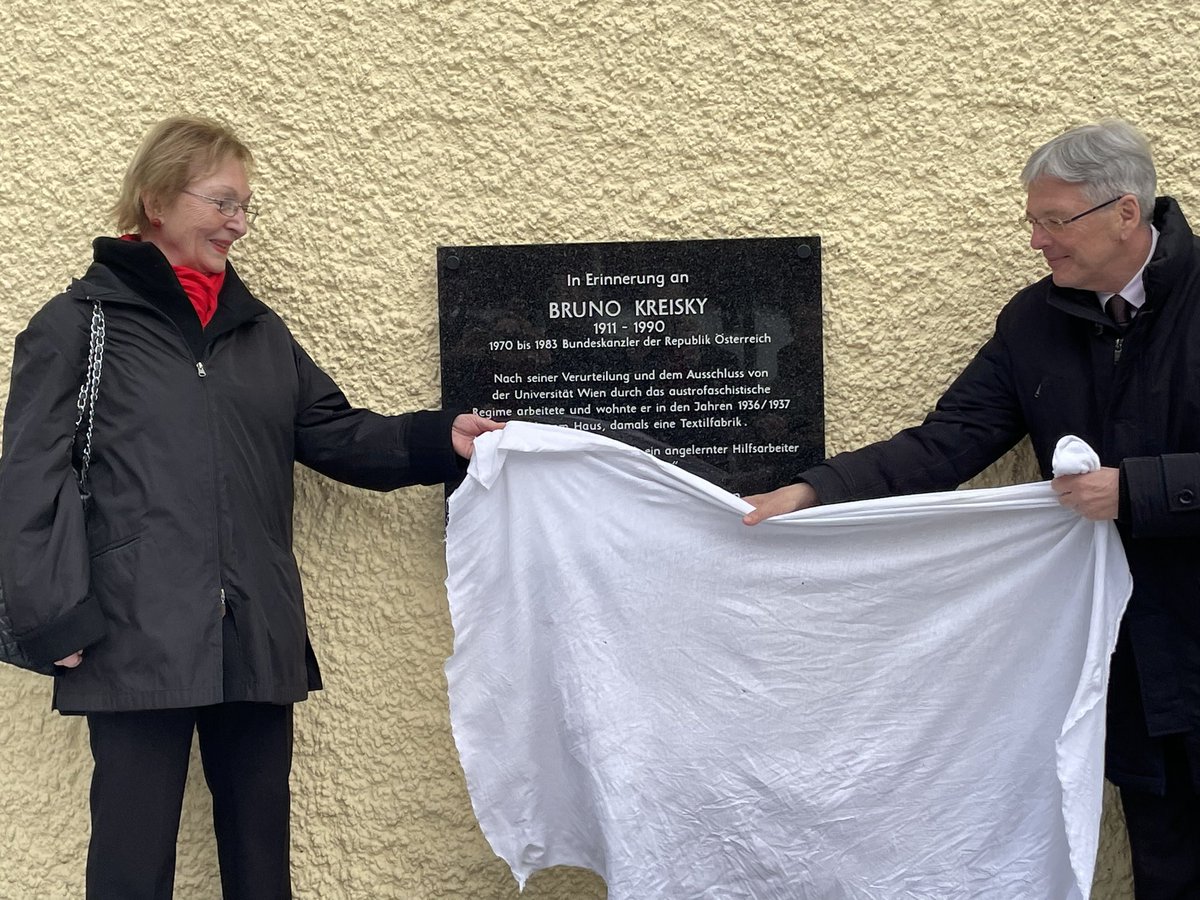 In Erinnerung an
BRUNO KREISKY
1911 - 1990
1970 bis 1983 Bundeskanzler der Republik Österreich
Nach seiner Verurteilung und dem Ausschluss von
der Universität Wien durch das austrofaschistische
Regime arbeitete und wohnte er in den Jahren 1936/1937
Haus, damals eine Textilfabrik.
ein angelernter Hilfsarbeiter